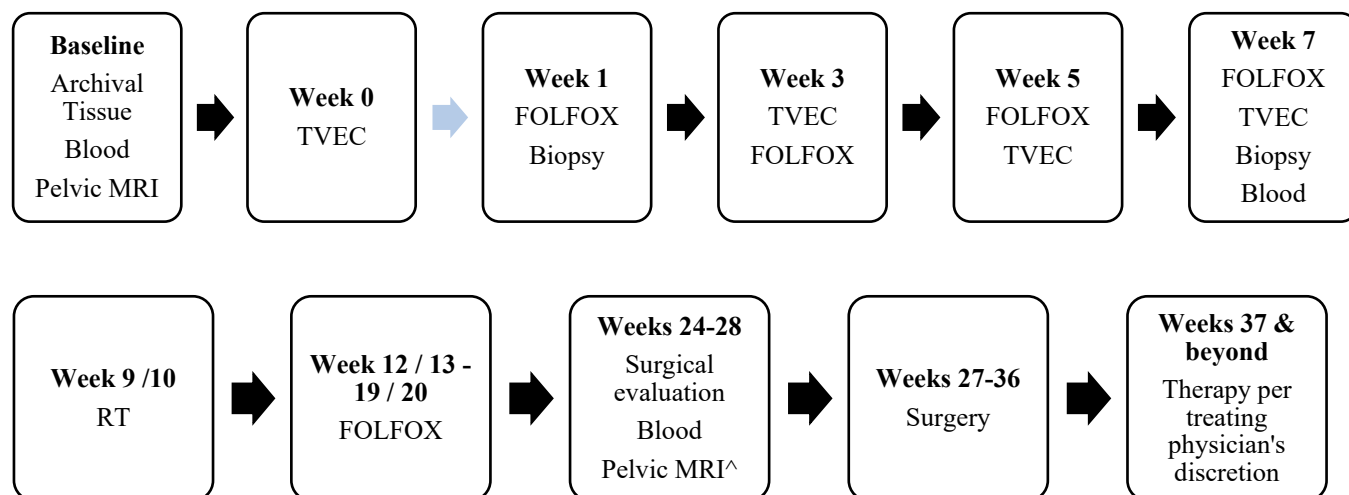 Baseline
Archival
Tissue
Blood
Pelvic MRI
Week 0
TVEC
Week 1
FOLFOX
Biopsy
Week 3
TVEC
FOLFOX
Week 5
FOLFOX
TVEC
Week 7
FOLFOX
TVEC
Biopsy
Blood
Week 9 /10
RT
Week 12 / 13 -
19 / 20
FOLFOX
Weeks 24-28
Surgical
evaluation
Blood
Pelvic MRI^
Weeks 27-36
Surgery
Weeks 37 &
beyond
Therapy per
treating
physician's
discretion